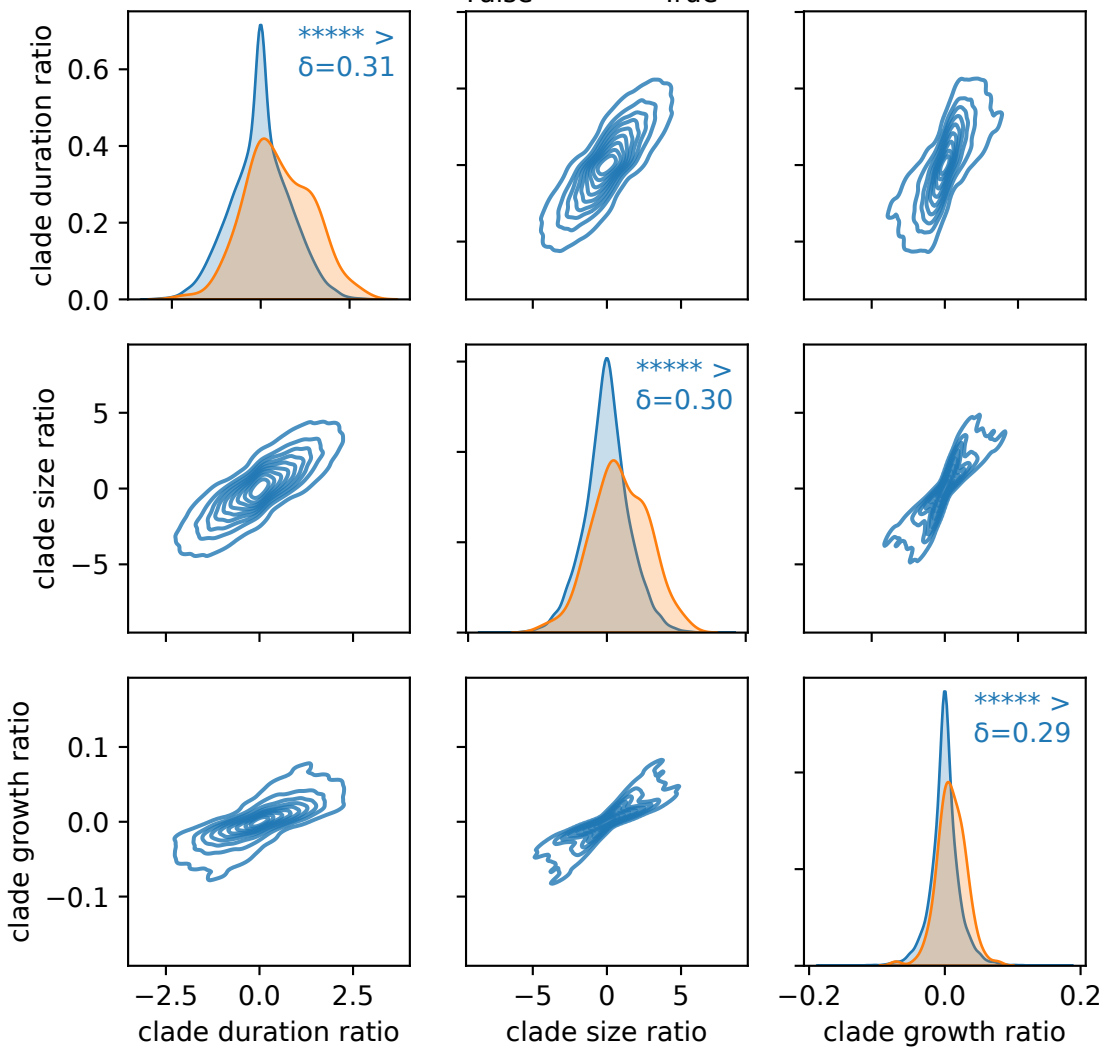 0.6
0.4
0.2
0.0
clade duration ratio
***** >
δ=0.31
5
0
−5
clade size ratio
***** >
δ=0.30
0.1
0.0
−0.1
clade growth ratio
***** >
δ=0.29
−2.5 0.0 2.5
−5 0 5
−0.2 0.0 0.2
clade duration ratio
clade size ratio
clade growth ratio